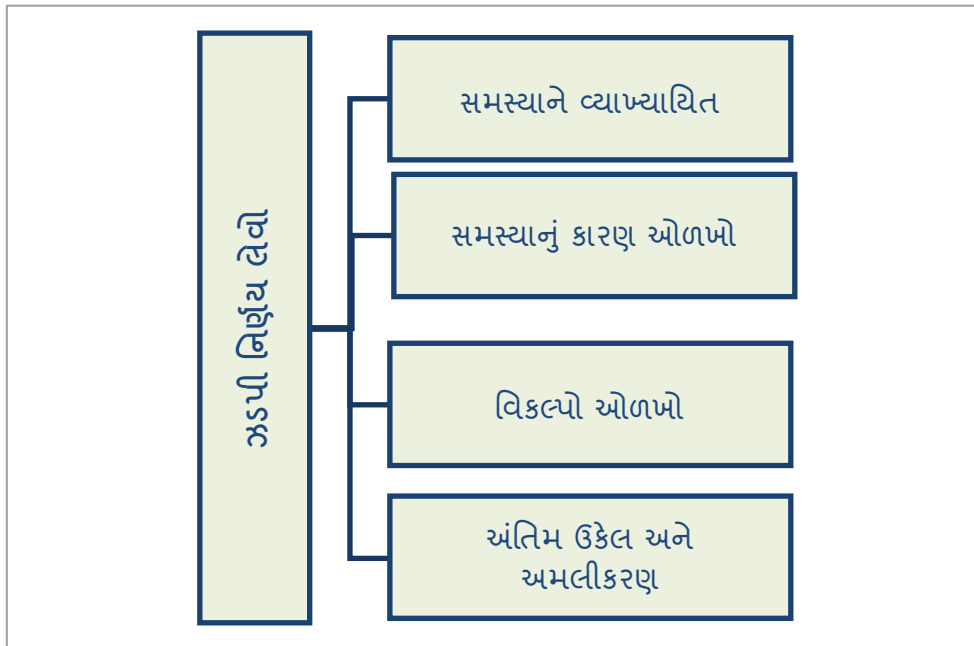 ઝડપી નિર્ણય લેવો
સમસ્યાને વ્યાખ્યાયિત
સમસ્યાનું કારણ ઓળખો
વિકલ્પો ઓળખો
અંતિમ ઉકેલ અને
અમલીકરણ